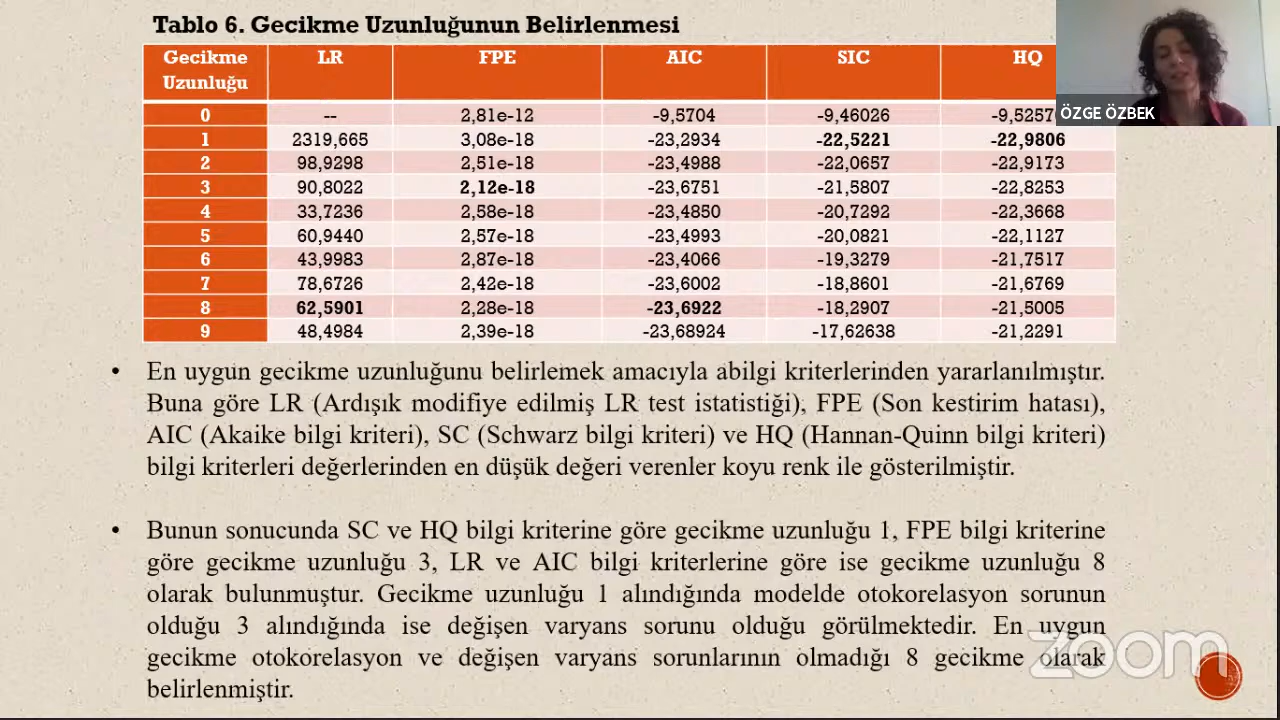 Tablo 6. Gecikme Uzunluğunun Belirlenmesi
Gecikme Uzunluğu LR FPE AIC SIC HQ
0 -- 2,81e-12 -9,5704 -9,46026 -9,5257
1 2319,665 3,08e-18 -23,2934 -22,5221 -22,9806
2 98,9298 2,51e-18 -23,4988 -22,0657 -22,9173
3 90,8022 2,12e-18 -23,6751 -21,5807 -22,8253
4 33,7236 2,58e-18 -23,4850 -20,7292 -22,3668
5 60,9440 2,57e-18 -23,4993 -20,0821 -22,1127
6 43,9983 2,87e-18 -23,4066 -19,3279 -21,7517
7 78,6726 2,42e-18 -23,6002 -18,8601 -21,6769
8 62,5901 2,28e-18 -23,6922 -18,2907 -21,5005
9 48,4984 2,39e-18 -23,68924 -17,62638 -21,2291
ÖZGE ÖZBEK
• En uygun gecikme uzunluğunu belirlemek amacıyla abilgi kriterlerinden yararlanılmıştır.
Buna göre LR (Ardışık modifiye edilmiş LR test istatistiği), FPE (Son kestirim hatası),
AIC (Akaike bilgi kriteri), SC (Schwarz bilgi kriteri) ve HQ (Hannan-Quinn bilgi kriteri)
bilgi kriterleri değerlerinden en düşük değeri verenler koyu renk ile gösterilmiştir.
• Bunun sonucunda SC ve HQ bilgi kriterine göre gecikme uzunluğu 1, FPE bilgi kriterine
göre gecikme uzunluğu 3, LR ve AIC bilgi kriterlerine göre ise gecikme uzunluğu 8
olarak bulunmuştur. Gecikme uzunluğu 1 alındığında modelde otokorelasyon sorunun
olduğu 3 alındığında ise değişen varyans sorunu olduğu görülmektedir. En uygun
gecikme otokorelasyon ve değişen varyans sorunlarının olmadığı 8 gecikme olarak
belirlenmiştir.
zoom